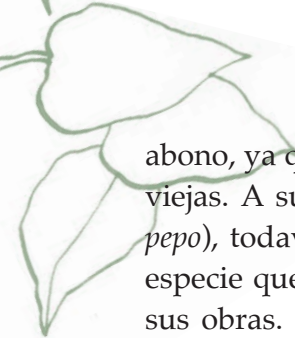 abono, ya
viejas. A su
pepo), todav
especie que
sus obras.